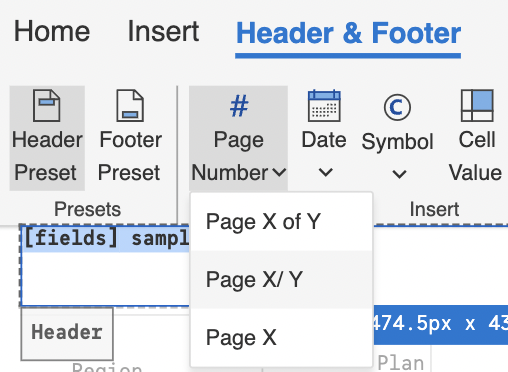 Home Insert Header & Footer
# © 
Header Footer Page Date Symbol Cell
Preset Preset Number Value
Presets Insert
Page X of Y
[fields] sampl
Page X/ Y
474.5px x 43
Header Page X
Region Plan